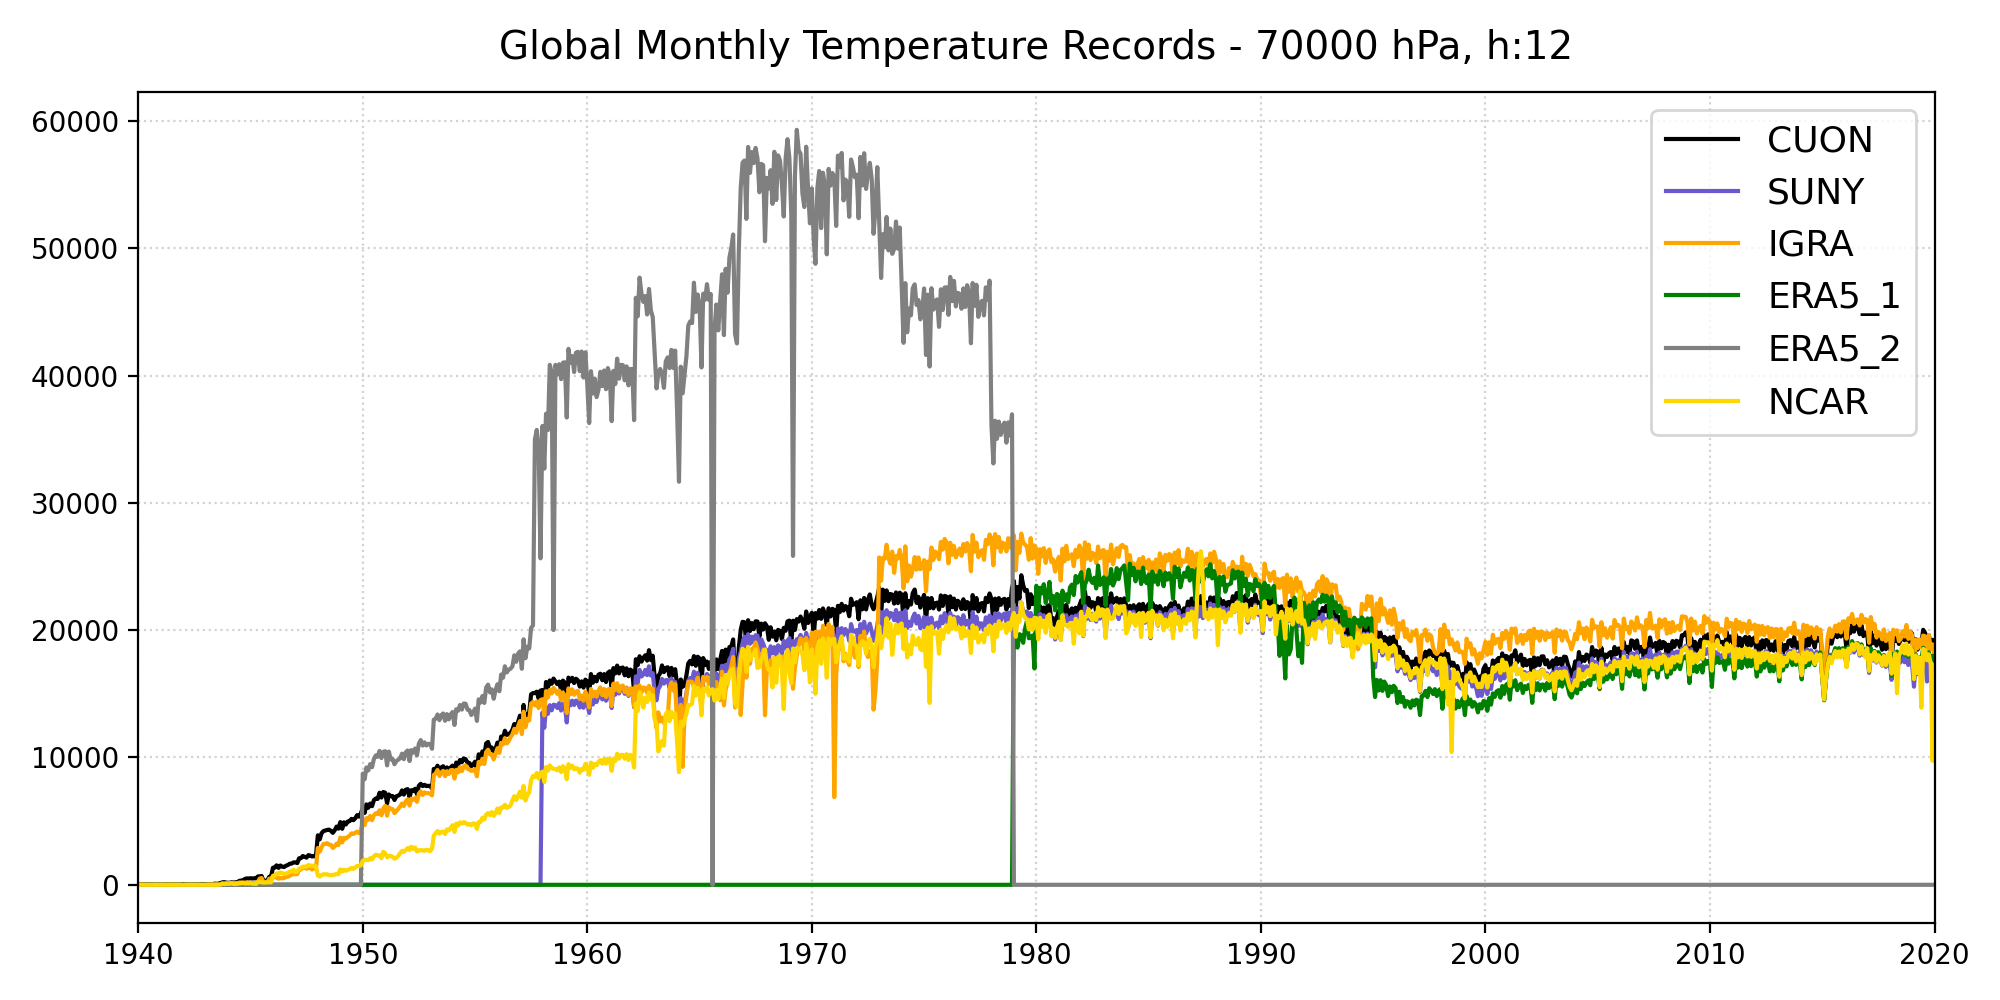 Global Monthly Temperature Records - 70000 hPa, h:12
60000
50000
40000
30000
20000
10000
0
CUON
SUNY
IGRA
ERA5_1
ERA5_2
NCAR
1940 1950 1960 1970 1980 1990 2000 2010 2020